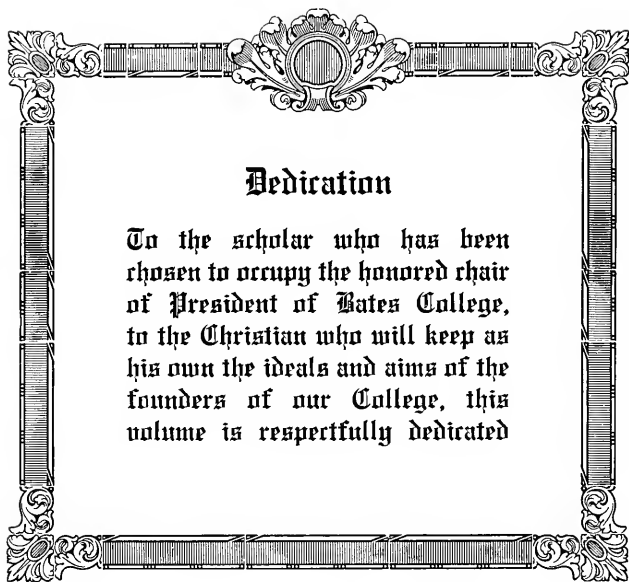 Dedication
To the scholar who has been
chosen to occupy the honored chair
of President of Bates College,
to the Christian who will keep as
his own the ideals and aims of the
founders of our College, this
volume is respectfully dedicated